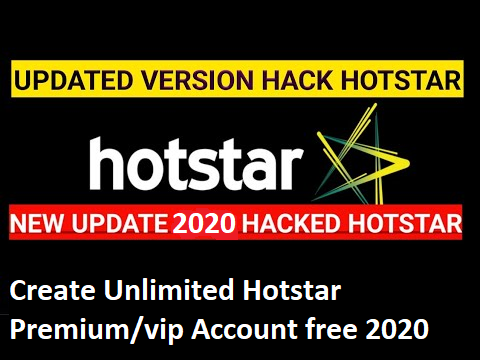 UPDATED VERSION HACK HOTSTAR
hotstar
NEW UPDATE 2020 HACKED HOTSTAR
Create Unlimited Hotstar
Premium/vip Account free 2020